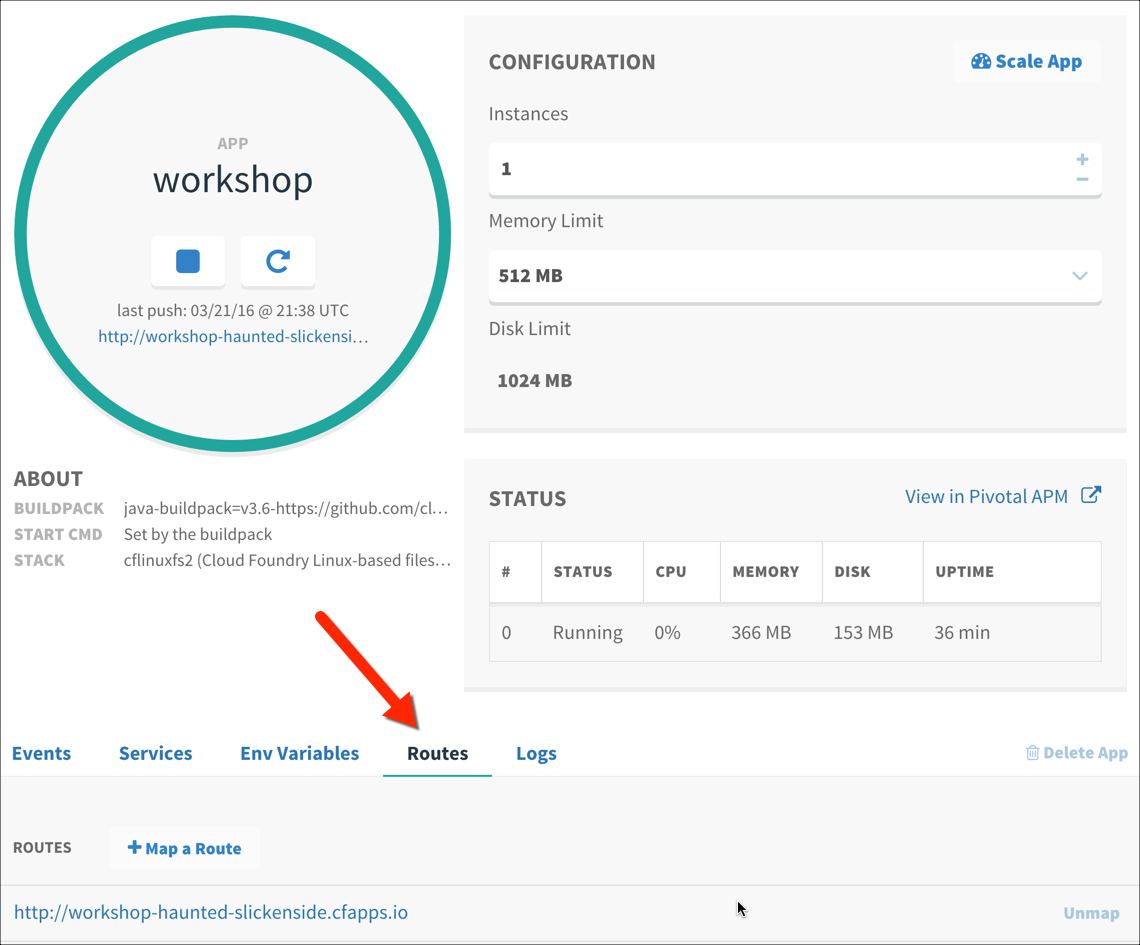 APP
workshop
last push: 03/21/16 @ 21:38 UTC
http://workshop-haunted-slickensi...
CONFIGURATION
Scale App
Instances
1
Memory Limit
512 MB
Disk Limit
1024 MB
ABOUT
BUILDPACK java-buildpack=v3.6-https://github.com/cl...
START CMD Set by the buildpack
STACK cflinuxfs2 (Cloud Foundry Linux-based files...
STATUS
View in Pivotal APM
# STATUS CPU MEMORY DISK UPTIME
0 Running 0% 366 MB 153 MB 36 min
Events Services Env Variables Routes Logs Delete App
ROUTES + Map a Route
http://workshop-haunted-slickenside.cfapps.io Unmap